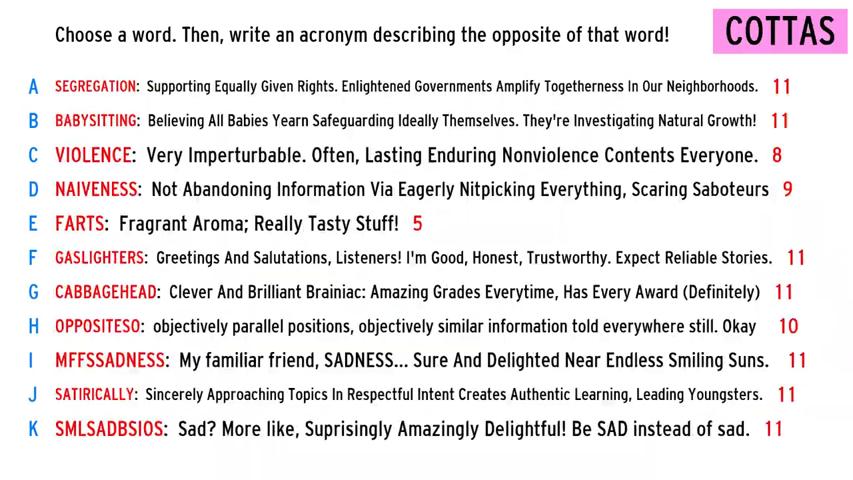 Choose a word. Then, write an acronym describing the opposite of that word!
COTTAS
A SEGREGATION: Supporting Equally Given Rights. Enlightened Governments Amplify Togetherness In Our Neighborhoods. 11
B BABYSITTING: Believing All Babies Yearn Safeguarding Ideally Themselves. They're Investigating Natural Growth! 11
C VIOLENCE: Very Imperturbable. Often, Lasting Enduring Nonviolence Contents Everyone. 8
D NAIVENESS: Not Abandoning Information Via Eagerly Nitpicking Everything, Scaring Saboteurs 9
E FARTS: Fragrant Aroma; Really Tasty Stuff! 5
F GASLIGHTERS: Greetings And Salutations, Listeners! I'm Good, Honest, Trustworthy. Expect Reliable Stories. 11
G CABBAGEHEAD: Clever And Brilliant Brainiac: Amazing Grades Everytime, Has Every Award (Definitely) 11
H OPPOSITESO: objectively parallel positions, objectively similar information told everywhere still. Okay 10
I MFFSSADNESS: My familiar friend, SADNESS... Sure And Delighted Near Endless Smiling Suns. 11
J SATIRICALLY: Sincerely Approaching Topics In Respectful Intent Creates Authentic Learning, Leading Youngsters. 11
K SMLSADBSIOS: Sad? More like, Suprisingly Amazingly Delightful! Be SAD instead of sad. 11